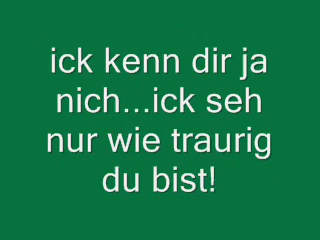 ick kenn dir ja
nich...ick seh
nur wie traurig
du bist!